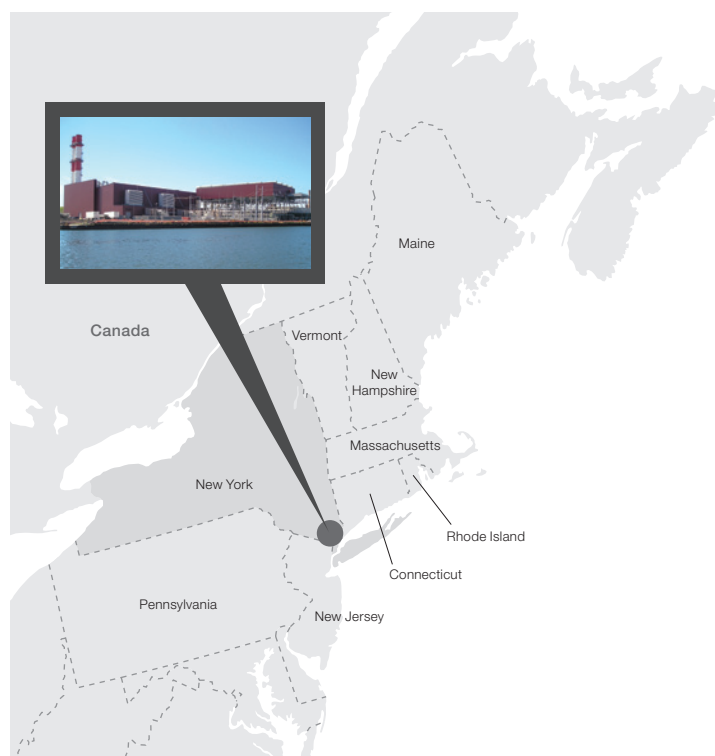 Maine
Canada
Vermont
New
Hampshire
Massachusetts
New York
Rhode Island
Connecticut
Pennsylvania
New Jersey